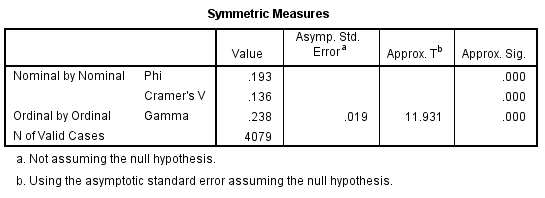 Symmetric Measures
Value Asymp. Std. Error a Approx. T b Approx. Sig.
Nominal by Nominal Phi .193 .000
Cramer's V .136 .000
Ordinal by Ordinal Gamma .238 .019 11.931 .000
N of Valid Cases 4079
a. Not assuming the null hypothesis.
b. Using the asymptotic standard error assuming the null hypothesis.